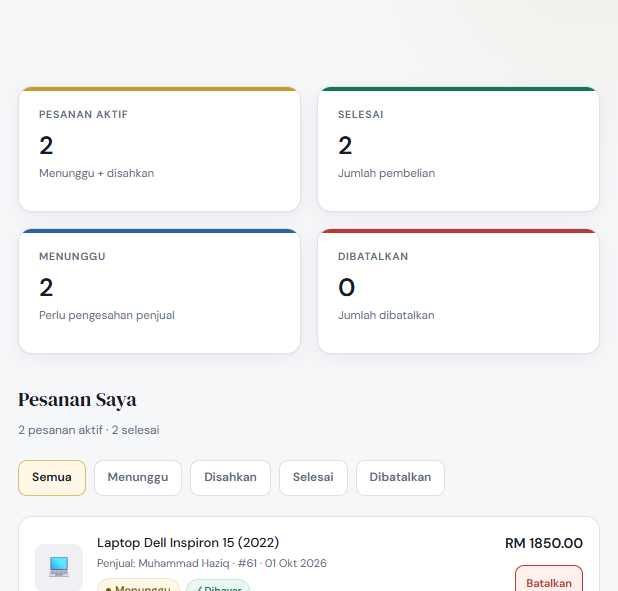 PESANAN AKTIF
2
Menunggu + disahkan
SELESAI
2
Jumlah pembelian
MENUNGGU
2
Perlu pengesahan penjual
DIBATALKAN
0
Jumlah dibatalkan
Pesanan Saya
2 pesanan aktif · 2 selesai
Semua
Menunggu
Disahkan
Selesai
Dibatalkan
Laptop Dell Inspiron 15 (2022)
RM 1850.00
Penjual: Muhammad Haziq · #61 · 01 Okt 2026
Batalkan
• Menunggu
✓ Dibayar